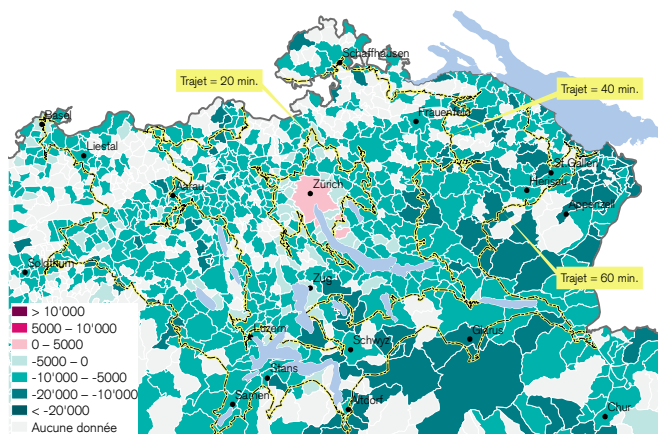 Schaffhausen
Trajet = 20 min.
Trajet = 40 min.
Basel
Frauenfeld
Liestal
St.Gallen
Aarau
Zürich
Herisau
Appenzell
Solothurn
Zug
Trajet = 60 min.
> 10'000
5000 – 10'000
0 – 5000
-5000 – 0
-10'000 – -5000
-20'000 – -10'000
< -20'000
Aucune donnée
Luzern
Schwyz
Glarus
Stans
Sarnen
Altdorf
Chur